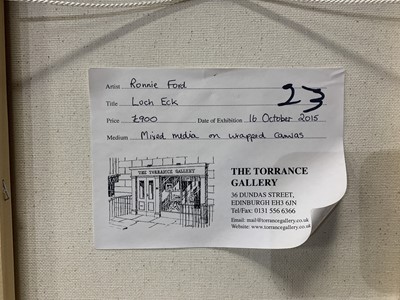 Artist Ronnie Ford
Title Loch Eck
23
Price £900 Date of Exhibition 16 October 2015
Medium Mixed media on wrapped canvas
THE TORRANCE GALLERY
THE TORRANCE
GALLERY
36 DUNDAS STREET,
EDINBURGH EH3 6JN
Tel/Fax: 0131 556 6366
Email: mail@torrancegallery.co.uk
Website: www.torrancegallery.co.uk